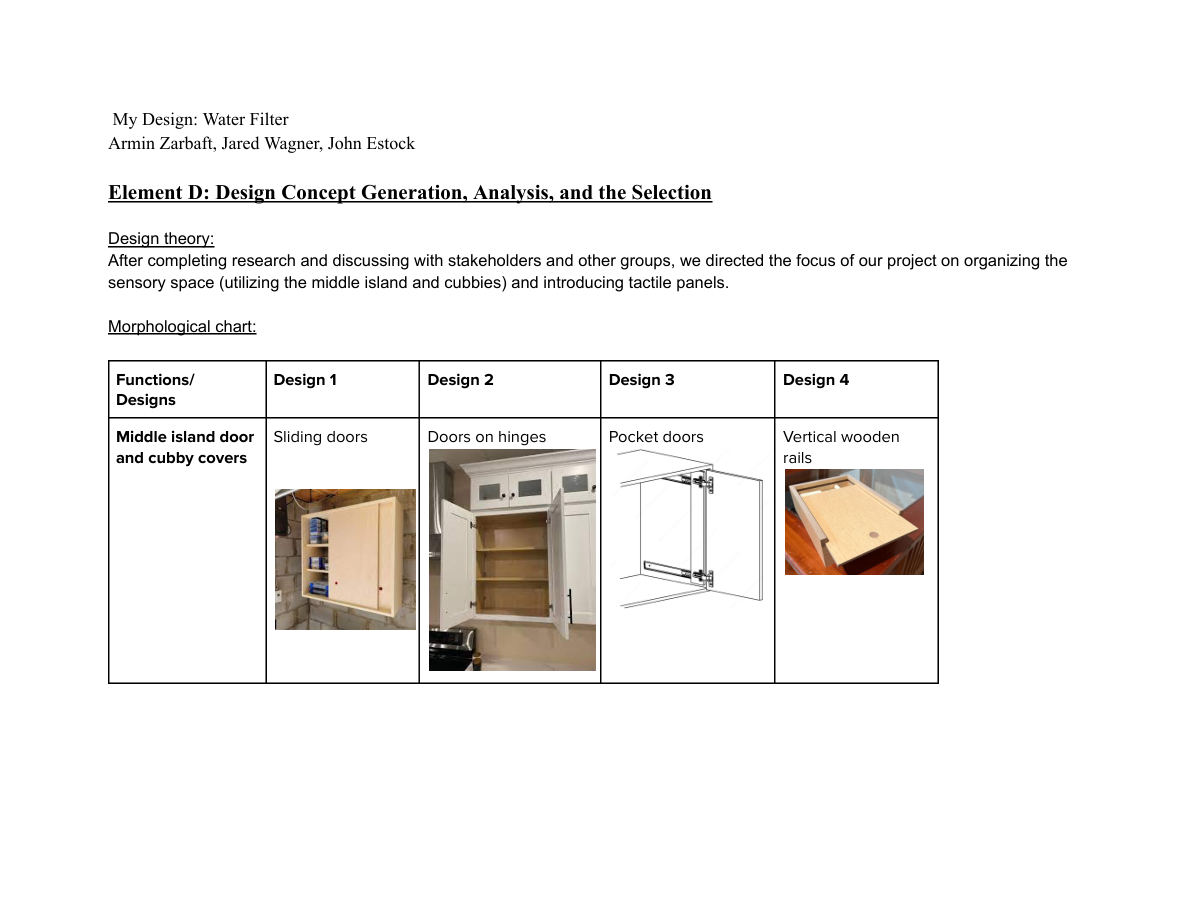 My Design: Water Filter
Armin Zarbaft, Jared Wagner, John Estock
Element D: Design Concept Generation, Analysis, and the Selection
Design theory:
After completing research and discussing with stakeholders and other groups, we directed the focus of our project on organizing the
sensory space (utilizing the middle island and cubbies) and introducing tactile panels.
Morphological chart:
Functions/
Designs
Design 1
Design 2
Design 3
Design 4
Middle island door
and cubby covers
Sliding doors
Doors on hinges
Pocket doors
Vertical wooden
rails